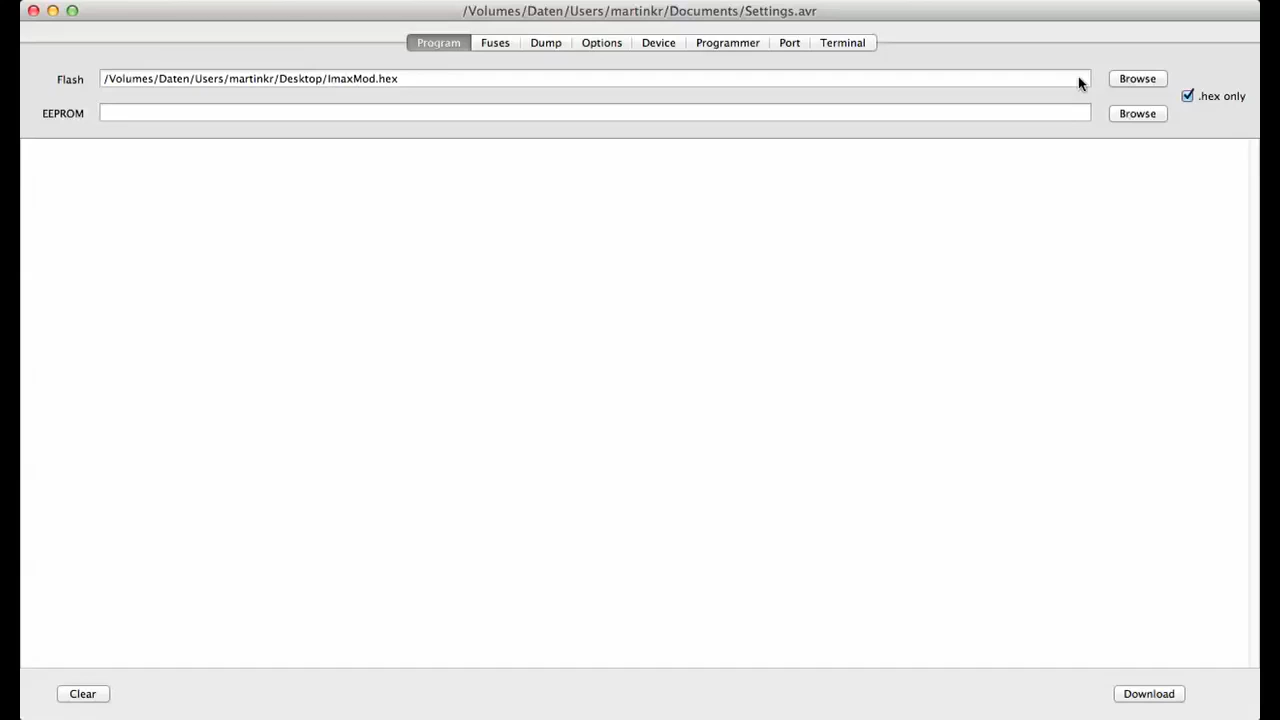 /Volumes/Daten/Users/martinkr/Documents/Settings.avr
Program Fuses Dump Options Device Programmer Port Terminal
Flash /Volumes/Daten/Users/martinkr/Desktop/ImaxMod.hex Browse
.hex only
EEPROM Browse
Clear Download